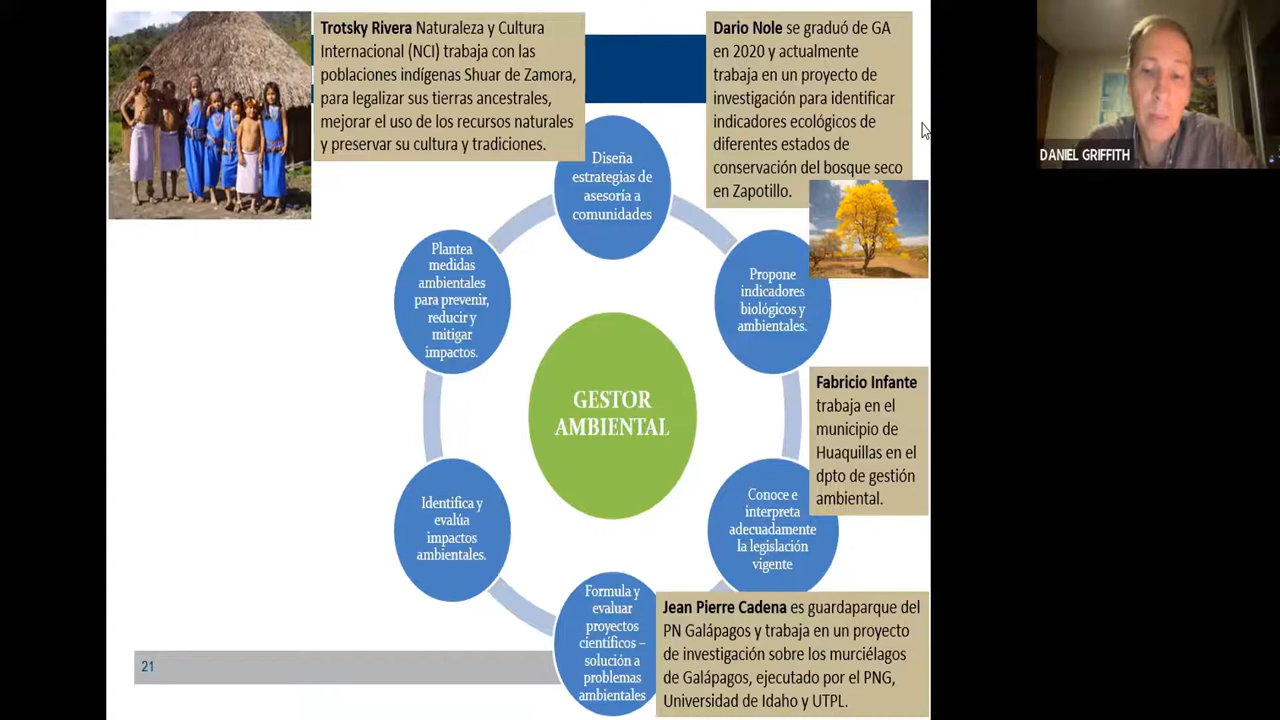 Trotsky Rivera Naturaleza y Cultura
Internacional (NCI) trabaja con las
poblaciones indígenas Shuar de Zamora,
para legalizar sus tierras ancestrales,
mejorar el uso de los recursos naturales
y preservar su cultura y tradiciones.
Dario Nole se graduó de GA
en 2020 y actualmente
trabaja en un proyecto de
investigación para identificar
indicadores ecológicos de
diferentes estados de
conservación del bosque seco
en Zapotillo.
DANIEL GRIFFITH
Diseña
estrategias de
asesoría a
comunidades
Plantea
medidas
ambientales
para prevenir,
reducir y
mitigar
impactos.
Propone
indicadores
biológicos y
ambientales.
GESTOR
AMBIENTAL
Fabricio Infante
trabaja en el
municipio de
Huaquillas en el
dpto de gestión
ambiental.
Identifica y
evalúa
impactos
ambientales.
Conoce e
interpreta
adecuadamente
la legislación
vigente
Formula y
evaluar
proyectos
científicos –
solución a
problemas
ambientales
Jean Pierre Cadena es guardaparque del
PN Galápagos y trabaja en un proyecto
de investigación sobre los murciélagos
de Galápagos, ejecutado por el PNG,
Universidad de Idaho y UTPL.
21